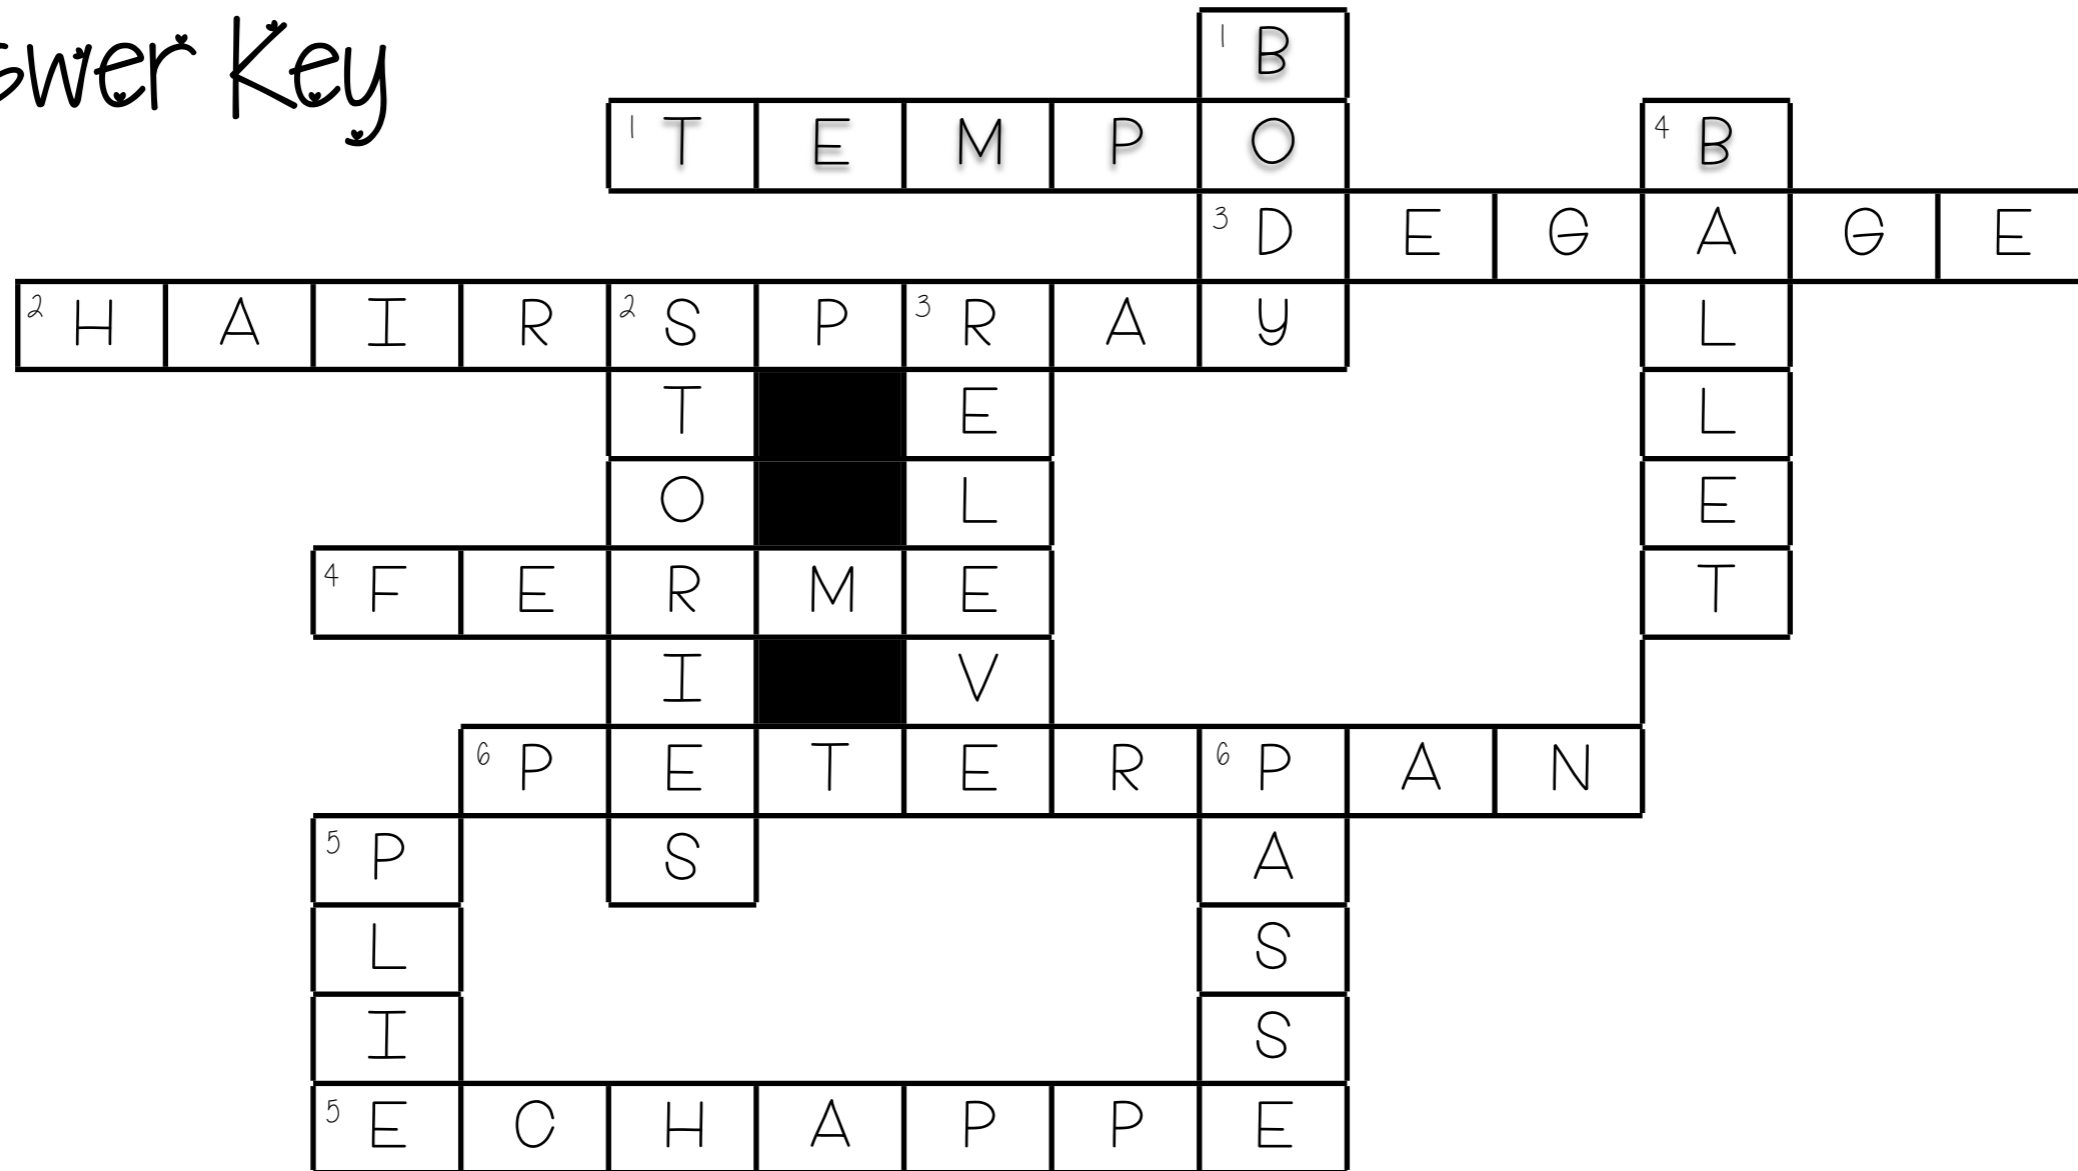 swer Key
1 B
1 T E M P O 4 B
3 D E G A G E
2 H A I R 2 S P 3 R A Y L
T E L
O L E
4 F E R M E T
I V
6 P E T E R 6 P A N
5 P S A
L S
I S
5 E C H A P P E